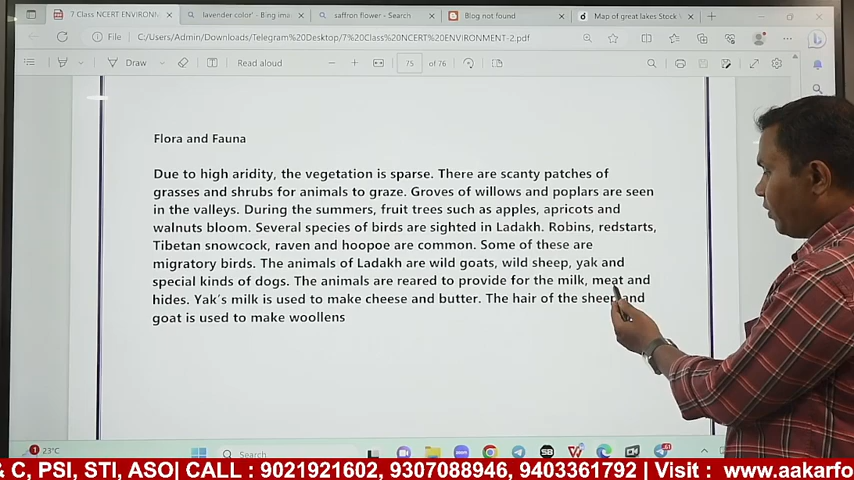 7 Class NCERT ENVIRONM
lavender color' - Bing ima
saffron flower - Search
Blog not found
Map of great lakes Stock V
File
C:/Users/Admin/Downloads/Telegram%20Desktop/7%20Class%20NCERT%20ENVIRONMENT-2.pdf
Draw
Read aloud
75
of 76
Flora and Fauna
Due to high aridity, the vegetation is sparse. There are scanty patches of
grasses and shrubs for animals to graze. Groves of willows and poplars are seen
in the valleys. During the summers, fruit trees such as apples, apricots and
walnuts bloom. Several species of birds are sighted in Ladakh. Robins, redstarts,
Tibetan snowcock, raven and hoopoe are common. Some of these are
migratory birds. The animals of Ladakh are wild goats, wild sheep, yak and
special kinds of dogs. The animals are reared to provide for the milk, meat and
hides. Yak's milk is used to make cheese and butter. The hair of the sheep and
goat is used to make woollens
1
23°C
Search
SB
& C, PSI, STI, ASO| CALL : 9021921602, 9307088946, 9403361792 | Visit : www.aakarfo